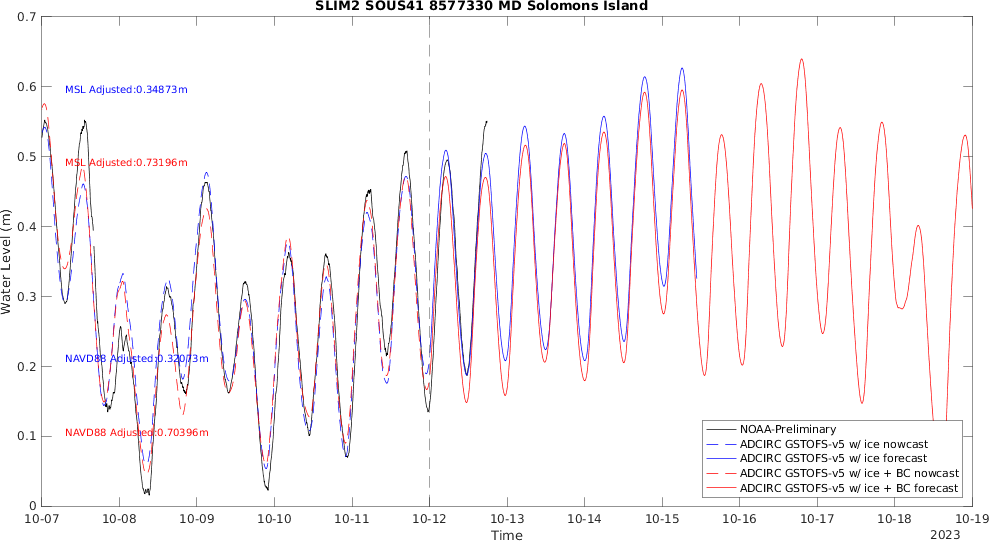 SLIM2 SOUS41 8577330 MD Solomons Island
0.7
0.6
0.5
0.4
0.3
0.2
0.1
0
Water Level (m)
MSL Adjusted:0.34873m
MSL Adjusted:0.73196m
NAVD88 Adjusted:0.32073m
NAVD88 Adjusted:0.70396m
NOAA-Preliminary
ADCIRC GSTOFS-v5 w/ ice nowcast
ADCIRC GSTOFS-v5 w/ ice forecast
ADCIRC GSTOFS-v5 w/ ice + BC nowcast
ADCIRC GSTOFS-v5 w/ ice + BC forecast
10-07 10-08 10-09 10-10 10-11 10-12 10-13 10-14 10-15 10-16 10-17 10-18 10-19
Time
2023